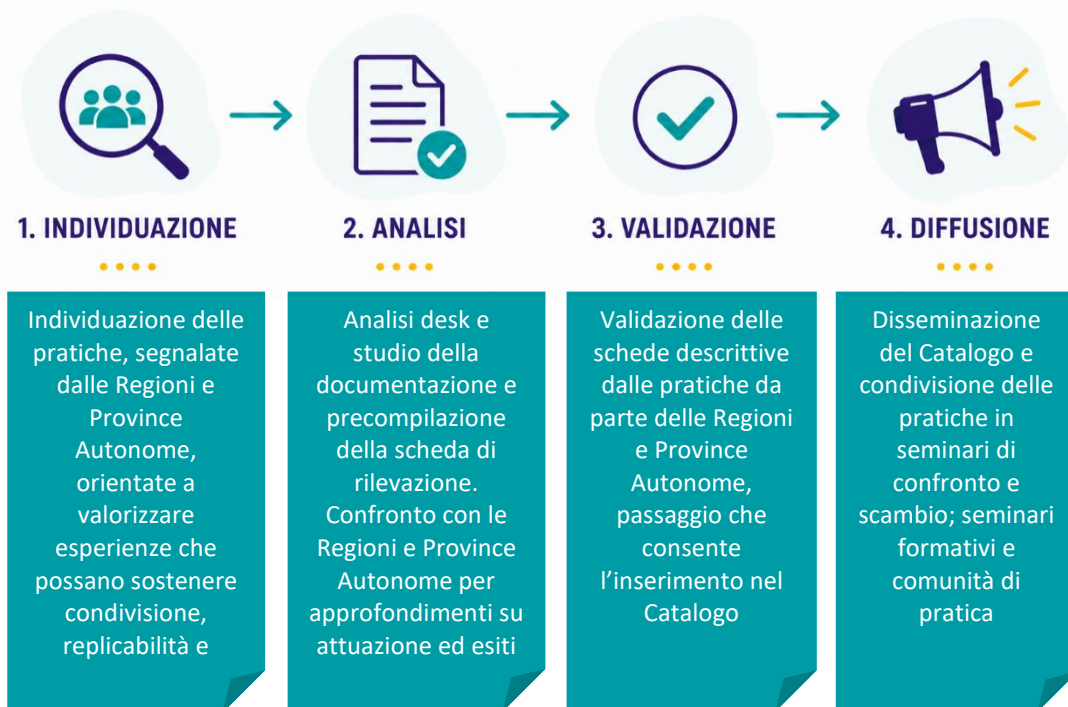 1. INDIVIDUAZIONE
Individuazione delle
pratiche, segnalate
dalle Regioni e
Province
Autonome,
orientate a
valorizzare
esperienze che
possano sostenere
condivisione,
replicabilità e
2. ANALISI
Analisi desk e
studio della
documentazione e
precompilazione
della scheda di
rilevazione.
Confronto con le
Regioni e Province
Autonome per
approfondimenti su
attuazione ed esiti
3. VALIDAZIONE
Validazione delle
schede descrittive
dalle pratiche da
parte delle Regioni
e Province
Autonome,
passaggio che
consente
l’inserimento nel
Catalogo
4. DIFFUSIONE
Disseminazione
del Catalogo e
condivisione delle
pratiche in
seminari di
confronto e
scambio; seminari
formativi e
comunità di
pratica